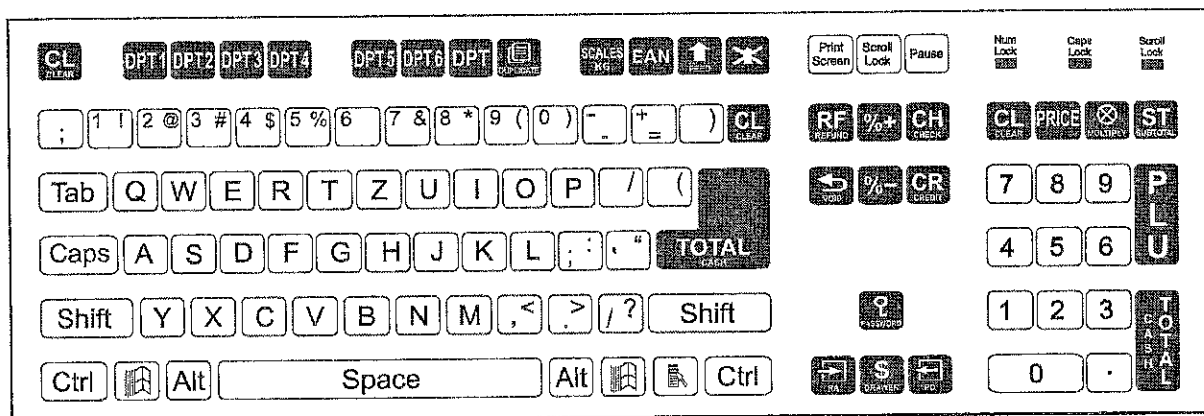 CL CLEAR DPT1 DPT2 DPT3 DPT4 DPT5 DPT6 DPT DUPLICATE SCALES KG EAN Print Screen Scroll Lock Pause Num Lock Caps Lock Scroll Lock
; 1 ! 2 @ 3 # 4 $ 5 % 6 7 & 8 * 9 ( 0 ) - _ + = ) CL CLEAR RF REFUND %+ CH CHECK CL CLEAR PRICE MULTIPLY ST SUBTOTAL
Tab Q W E R T Z U I O P / ( VOID %– CR CREDIT 7 8 9 PLU
Caps A S D F G H J K L ; : ‘ “ TOTAL CASH 4 5 6
Shift Y X C V B N M , < . > / ? Shift PASSWORD 1 2 3 TOTAL CASH
Ctrl Alt Space Alt Ctrl $ DRAWER 0 .